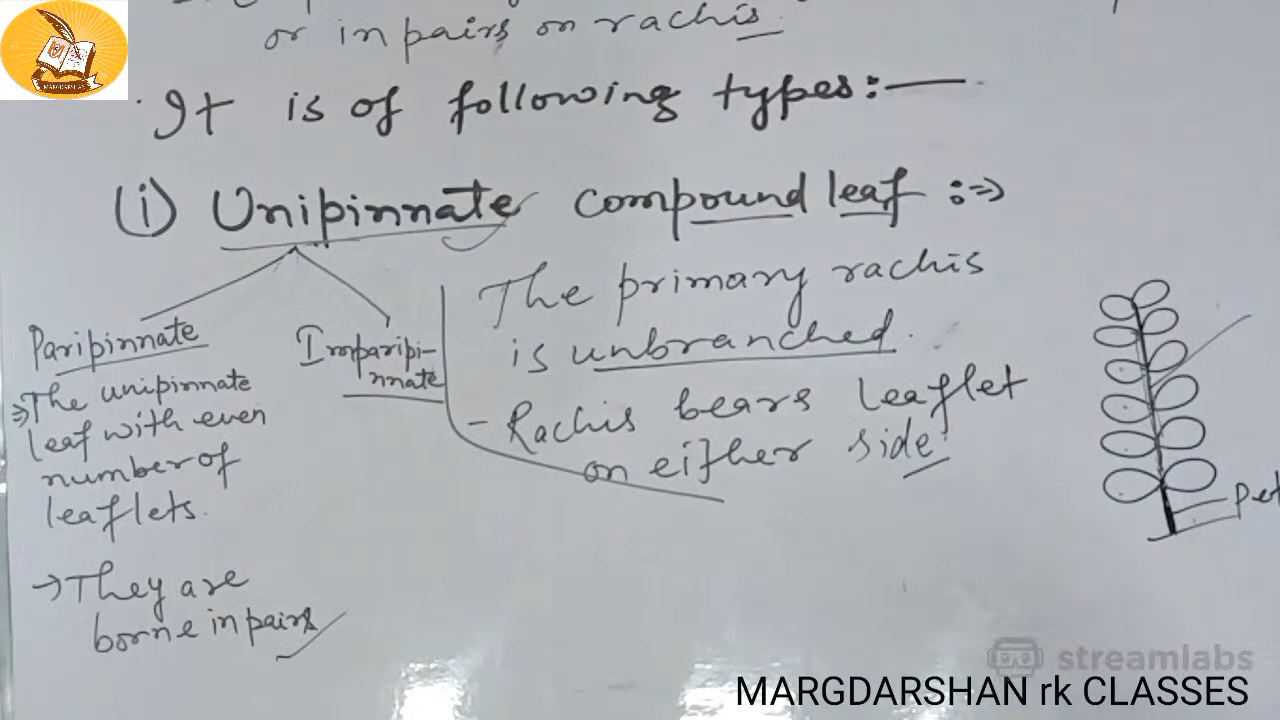 or in pairs on rachis
It is of following types:—
(i) Unipinnate compound leaf :⇒
The primary rachis
is unbranched.
- Rachis bears leaflet
on either side.
Paripinnate
⇒ The unipinnate
leaf with even
number of
leaflets.
→ They are
borne in pairs
Imparipi-
nnate
Pet
MARGDARSHAN
streamlabs
MARGDARSHAN rk CLASSES